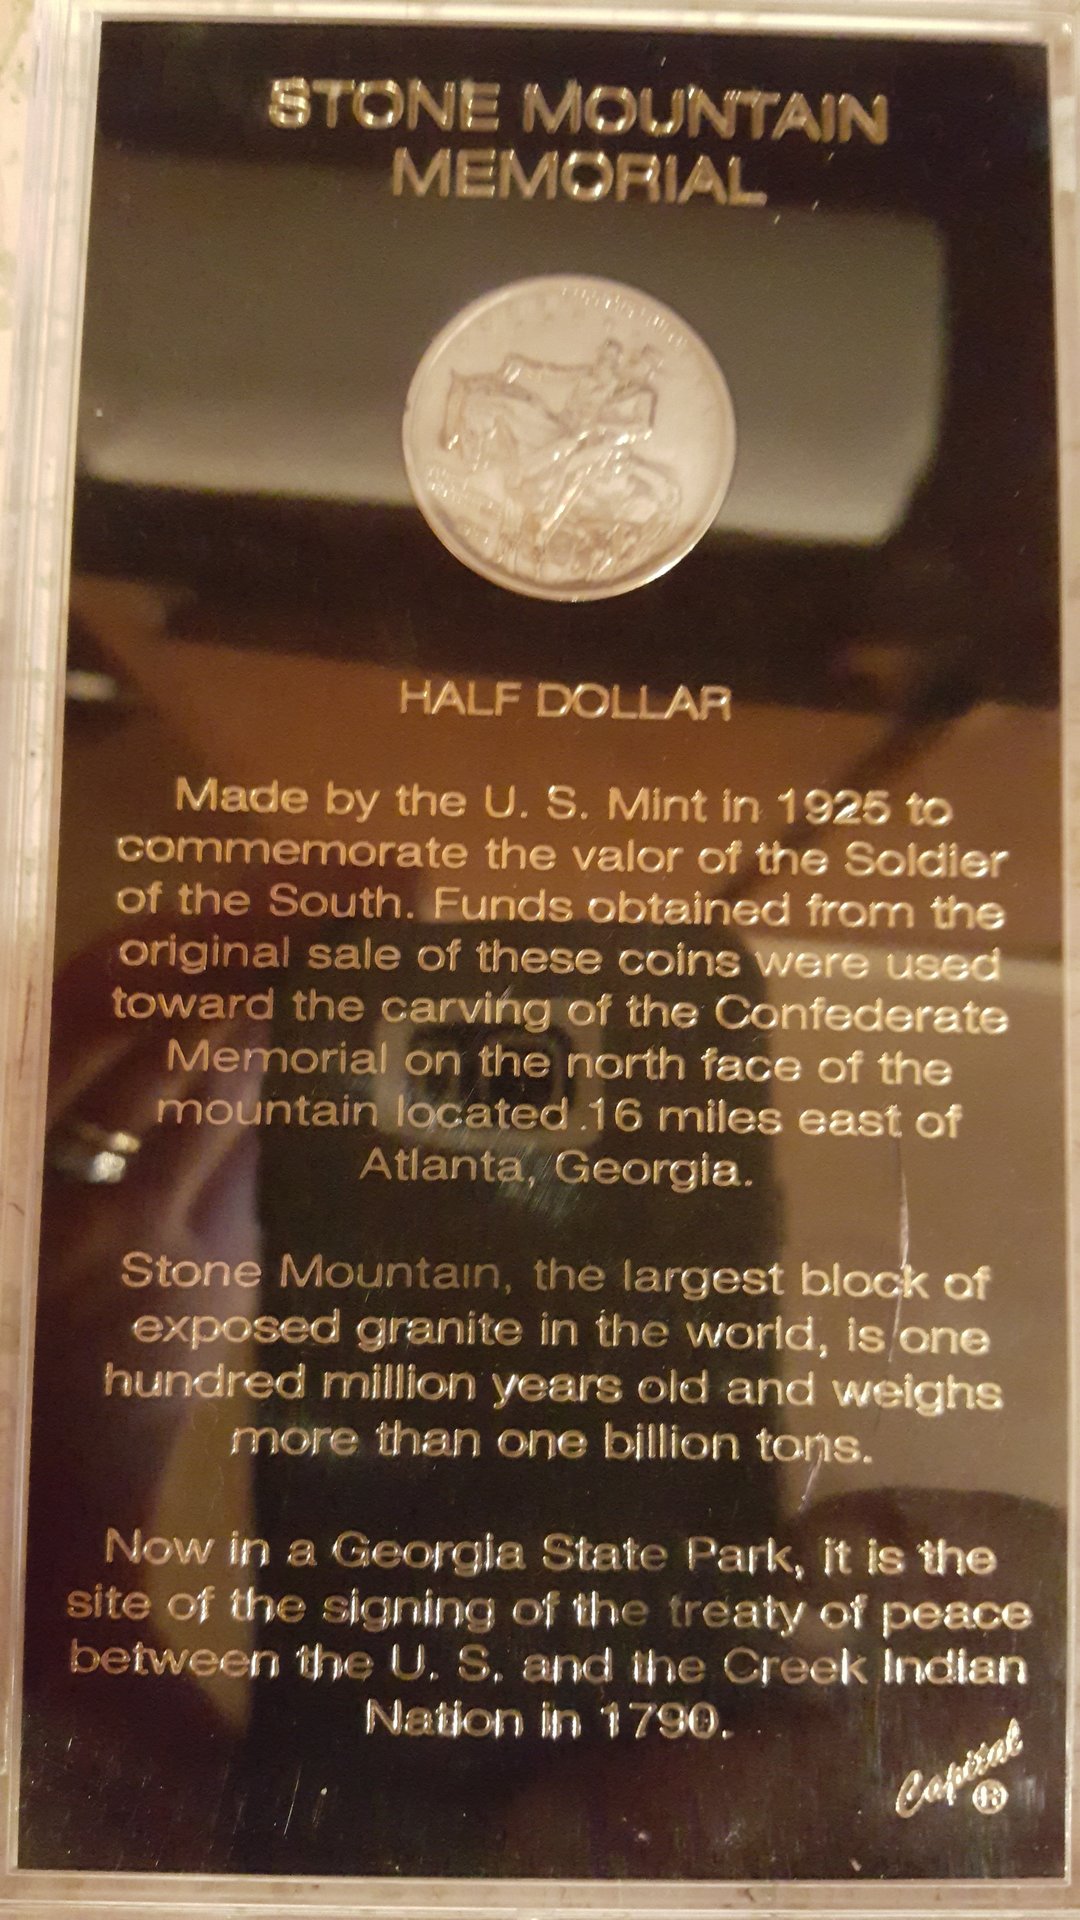 STONE MOUNTAIN
MEMORIAL
HALF DOLLAR
Made by the U. S. Mint in 1925 to
commemorate the valor of the Soldier
of the South. Funds obtained from the
original sale of these coins were used
toward the carving of the Confederate
Memorial on the north face of the
mountain located 16 miles east of
Atlanta, Georgia.
Stone Mountain, the largest block of
exposed granite in the world, is one
hundred million years old and weighs
more than one billion tons.
Now in a Georgia State Park, it is the
site of the signing of the treaty of peace
between the U. S. and the Creek Indian
Nation in 1790.
Capital
®